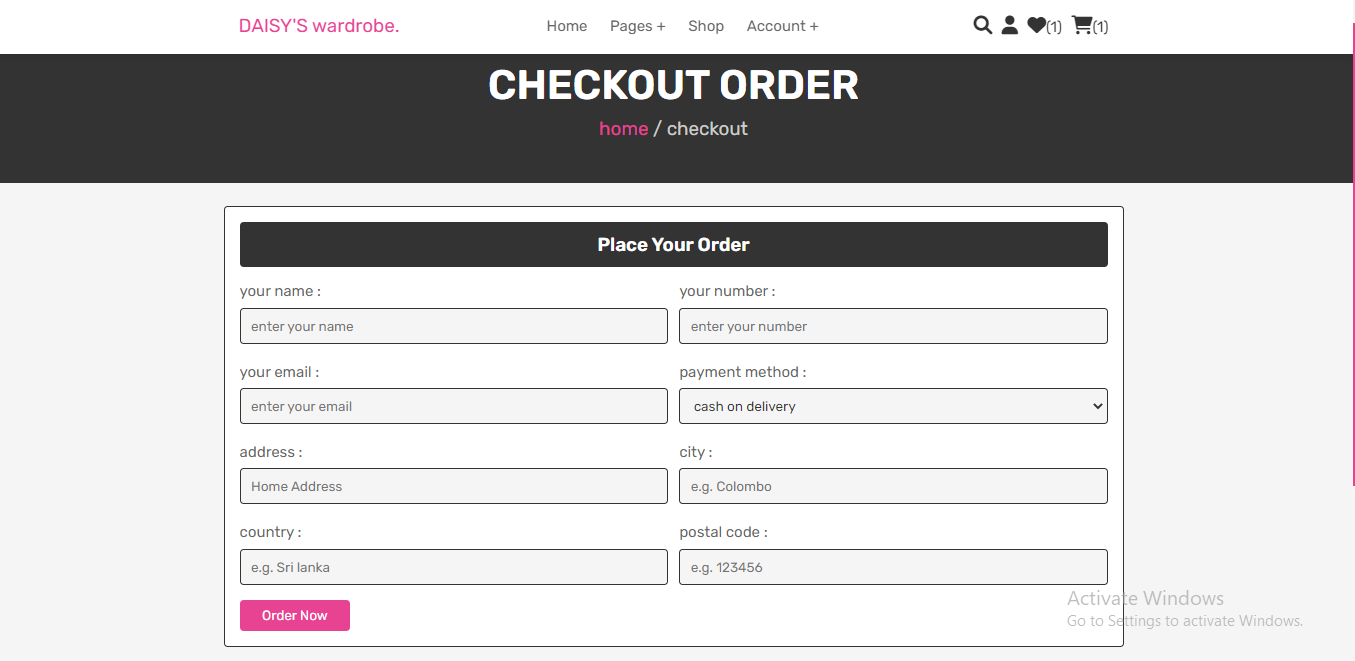 DAISY'S wardrobe. Home Pages + Shop Account + (1) (1)
CHECKOUT ORDER
home / checkout
Place Your Order
your name : your number :
enter your name enter your number
your email : payment method :
enter your email cash on delivery
address : city :
Home Address e.g. Colombo
country : postal code :
e.g. Sri lanka e.g. 123456
Order Now
Activate Windows
Go to Settings to activate Windows.